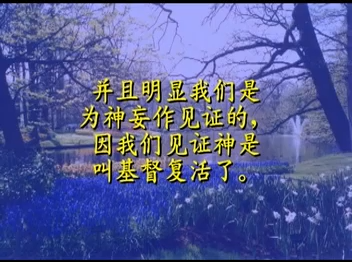 并且明显我们是
为神妄作见证的，
因我们见证神是
叫基督复活了。